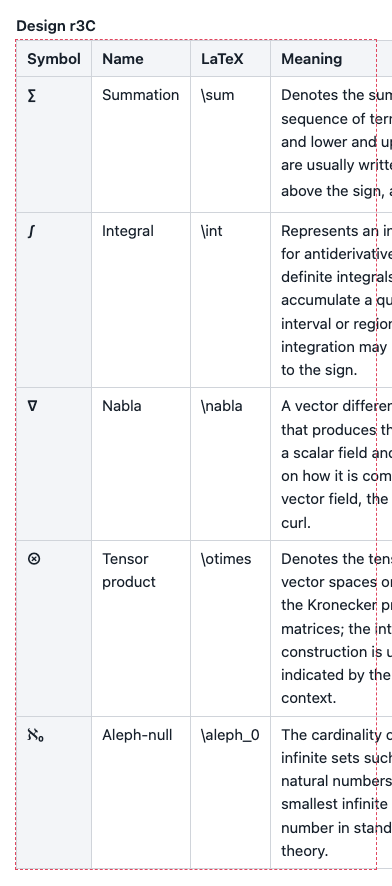 Design r3C
Symbol Name LaTeX Meaning
∑ Summation \sum Denotes the sum
sequence of ter
and lower and up
are usually writt
above the sign, a
∫ Integral \int Represents an in
for antiderivative
definite integrals
accumulate a qu
interval or region
integration may
to the sign.
∇ Nabla \nabla A vector differen
that produces th
a scalar field and
on how it is com
vector field, the
curl.
⊗ Tensor product \otimes Denotes the tens
vector spaces or
the Kronecker pr
matrices; the int
construction is u
indicated by the
context.
ℵ₀ Aleph-null \aleph_0 The cardinality o
infinite sets such
natural numbers
smallest infinite
number in stand
theory.